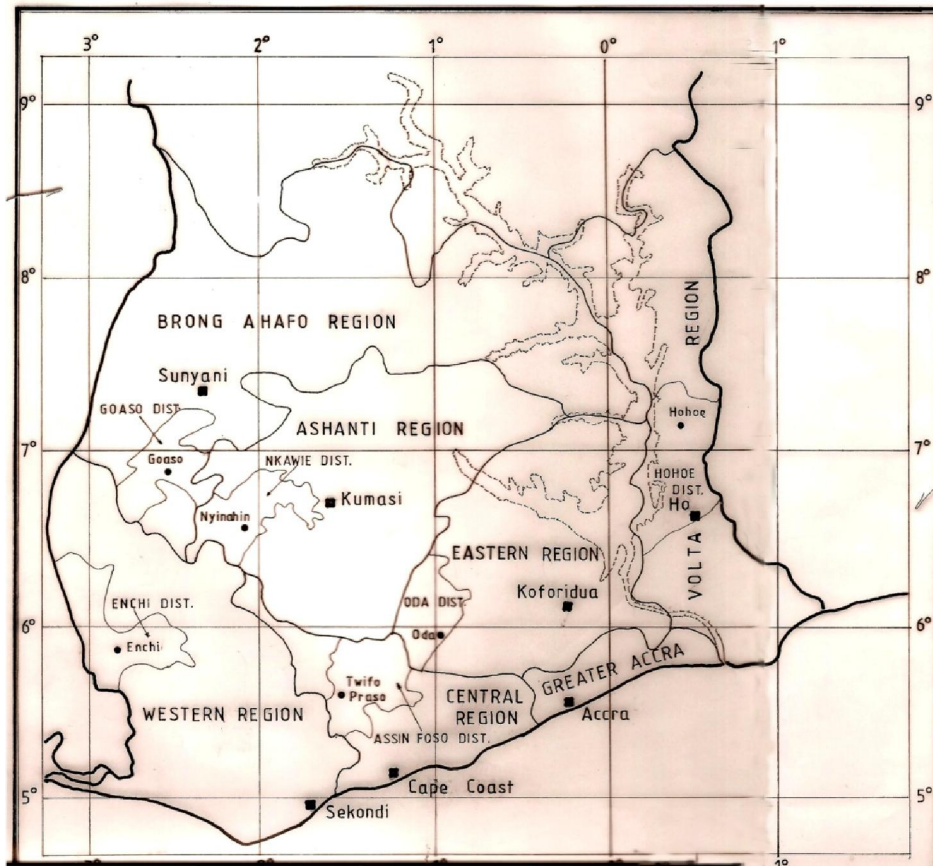 3° 2° 1° 0° 1°
9° 9°
8° 8°
BRONG AHAFO REGION
REGION
Sunyani
GOASO DIST.
Hohoe
ASHANTI REGION
7° 7°
Goaso
NKAWIE DIST.
HOHOE
DIST.
Kumasi
Ho
Nyinahin
VOLTA
EASTERN REGION
Koforidua
ENCHI DIST.
ODA DIST.
6° 6°
Oda
Enchi
Twifo
Praso
GREATER ACCRA
CENTRAL
REGION
WESTERN REGION
Accra
ASSIN FOSO DIST.
Cape Coast
5° 5°
Sekondi